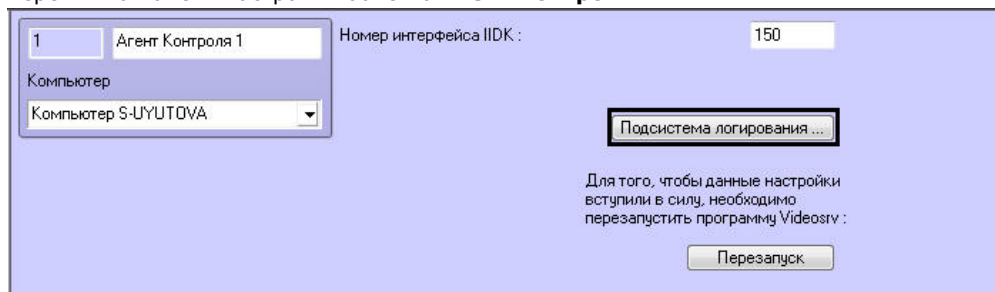 1 Агент Контроля 1 Номер интерфейса IIDK : 150
Компьютер
Компьютер S-UYUTOVA
Подсистема логирования ...
Для того, чтобы данные настройки
вступили в силу, необходимо
перезапустить программу Videosrv :
Перезапуск